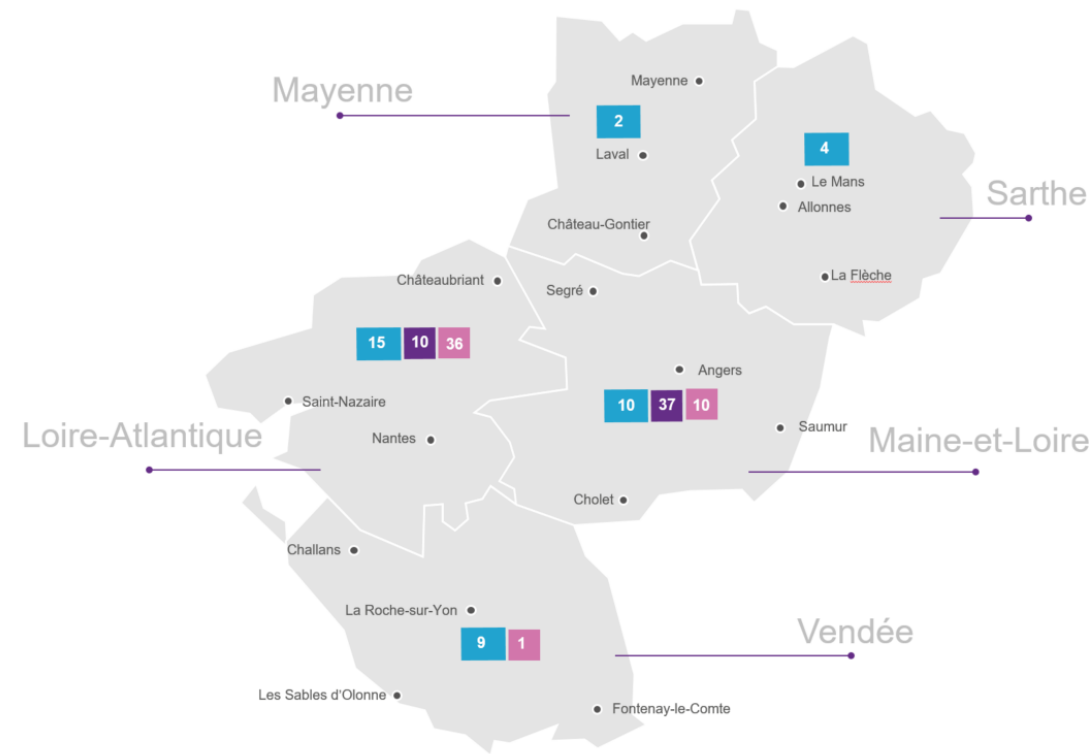 Mayenne
Mayenne
2
Laval
4
Le Mans
Allonnes
Sarthe
Château-Gontier
La Flèche
Châteaubriant
Segré
15 10 36
Angers
10 37 10
Saint-Nazaire
Saumur
Nantes
Loire-Atlantique
Maine-et-Loire
Cholet
Challans
La Roche-sur-Yon
9 1
Vendée
Les Sables d'Olonne
Fontenay-le-Comte